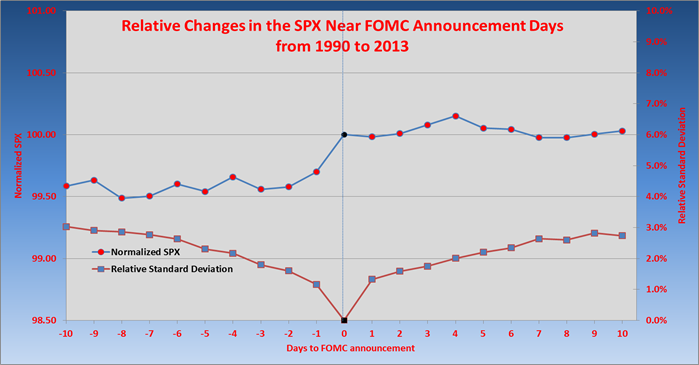 Relative Changes in the SPX Near FOMC Announcement Days
from 1990 to 2013
101.00
100.50
100.00
99.50
99.00
98.50
Normalized SPX
10.0%
9.0%
8.0%
7.0%
6.0%
5.0%
4.0%
3.0%
2.0%
1.0%
0.0%
Relative Standard Deviation
Normalized SPX
Relative Standard Deviation
-10 -9 -8 -7 -6 -5 -4 -3 -2 -1 0 1 2 3 4 5 6 7 8 9 10
Days to FOMC announcement